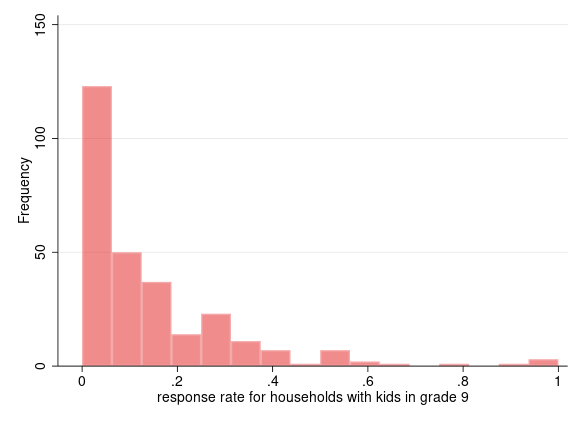 150
100
50
0
Frequency
0 .2 .4 .6 .8 1
response rate for households with kids in grade 9